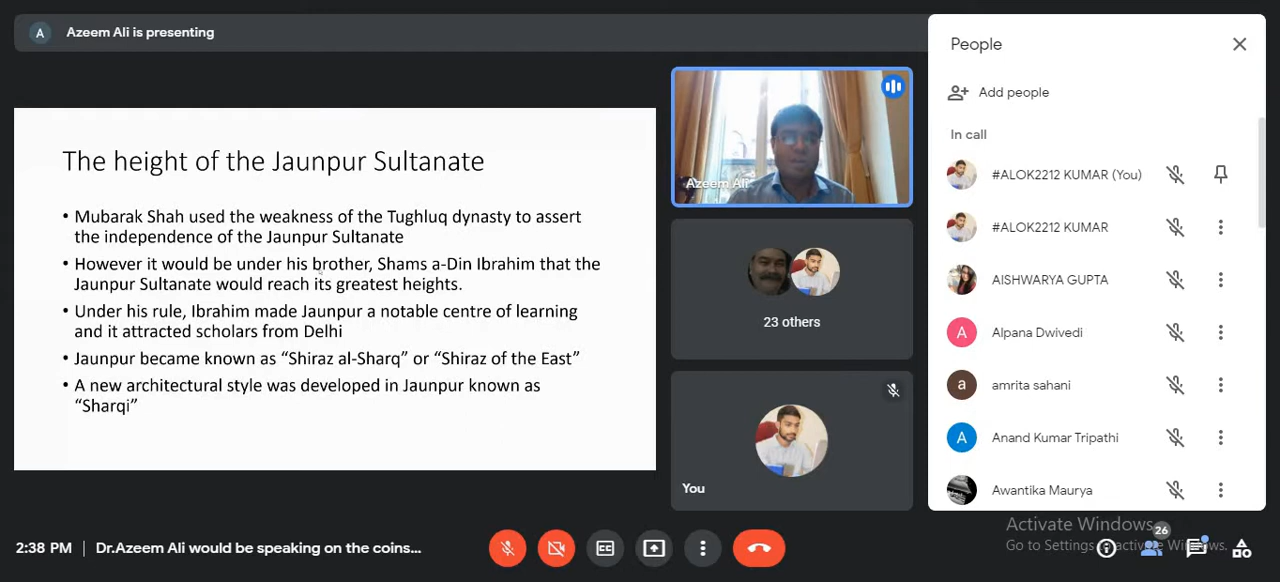 A
Azeem Ali is presenting
The height of the Jaunpur Sultanate
• Mubarak Shah used the weakness of the Tughluq dynasty to assert
the independence of the Jaunpur Sultanate
• However it would be under his brother, Shams a-Din Ibrahim that the
Jaunpur Sultanate would reach its greatest heights.
• Under his rule, Ibrahim made Jaunpur a notable centre of learning
and it attracted scholars from Delhi
• Jaunpur became known as “Shiraz al-Sharq” or “Shiraz of the East”
• A new architectural style was developed in Jaunpur known as
“Sharqi”
Azeem Ali
23 others
You
People
Add people
In call
#ALOK2212 KUMAR (You)
#ALOK2212 KUMAR
AISHWARYA GUPTA
A
Alpana Dwivedi
a
amrita sahani
A
Anand Kumar Tripathi
Awantika Maurya
Activate Windows
Go to Settings to activate Windows.
26
2:38 PM | Dr.Azeem Ali would be speaking on the coins...
CC